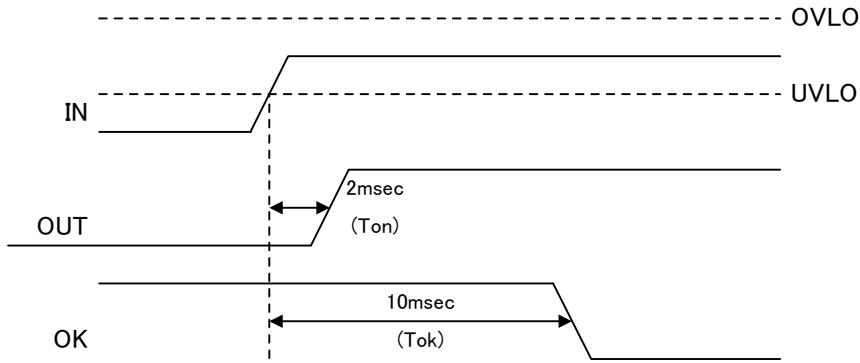 OVLO
UVLO
IN
2msec
(Ton)
OUT
10msec
(Tok)
OK